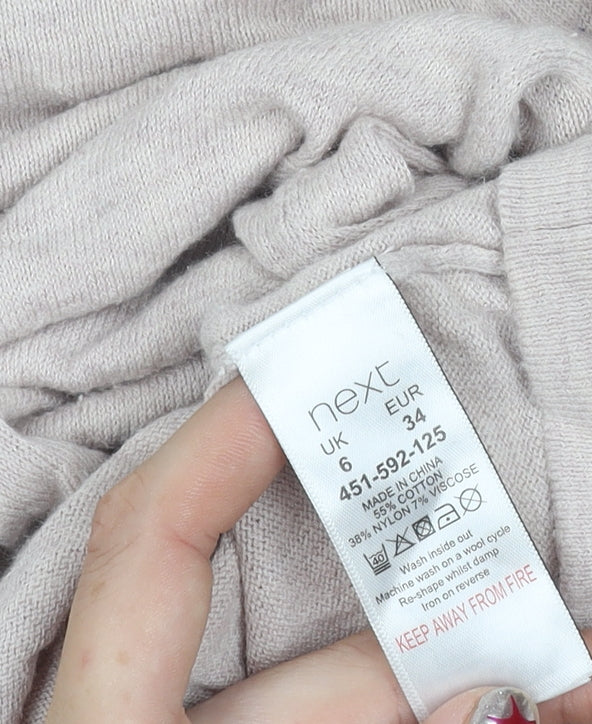 next
UK EUR
6 34
451-592-125
MADE IN CHINA
55% COTTON
38% NYLON 7% VISCOSE
40
Wash inside out
Machine wash on a wool cycle
Re-shape whilst damp
Iron on reverse
KEEP AWAY FROM FIRE